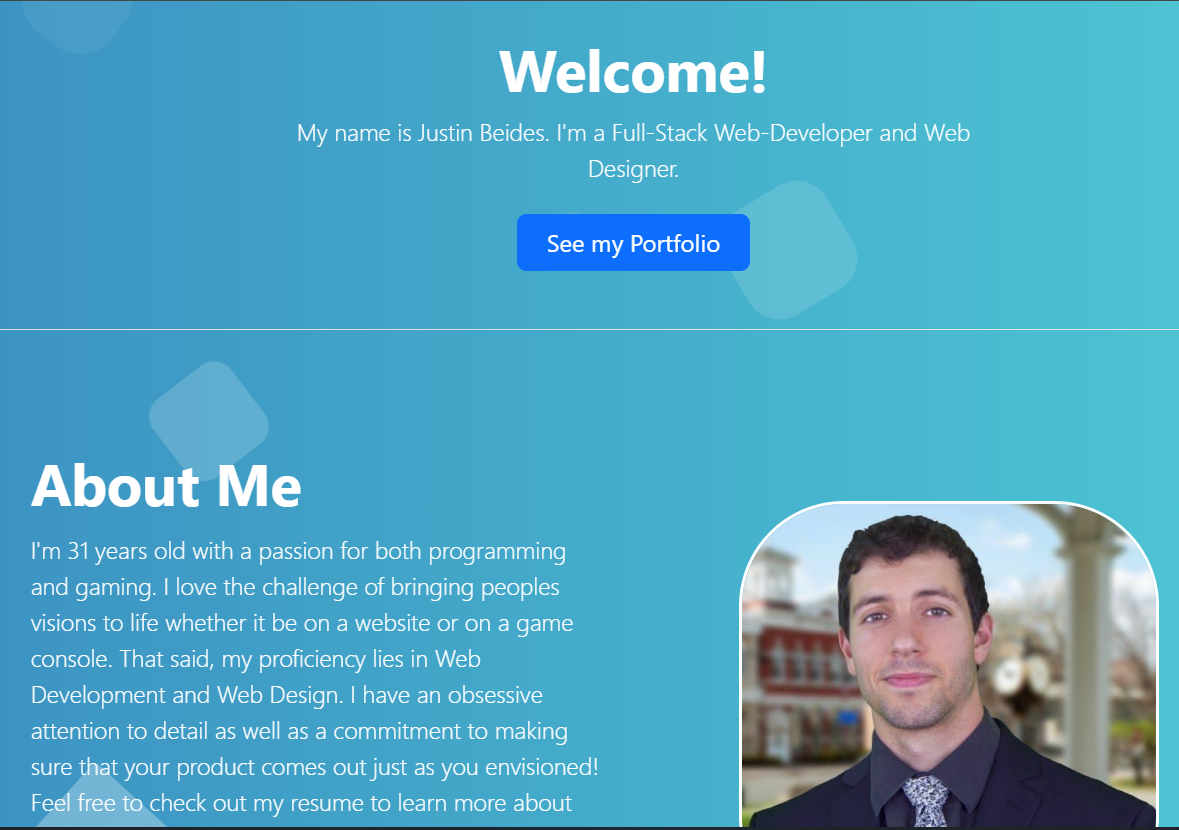 Welcome!
My name is Justin Beides. I'm a Full-Stack Web-Developer and Web
Designer.
See my Portfolio
About Me
I'm 31 years old with a passion for both programming
and gaming. I love the challenge of bringing peoples
visions to life whether it be on a website or on a game
console. That said, my proficiency lies in Web
Development and Web Design. I have an obsessive
attention to detail as well as a commitment to making
sure that your product comes out just as you envisioned!
Feel free to check out my resume to learn more about